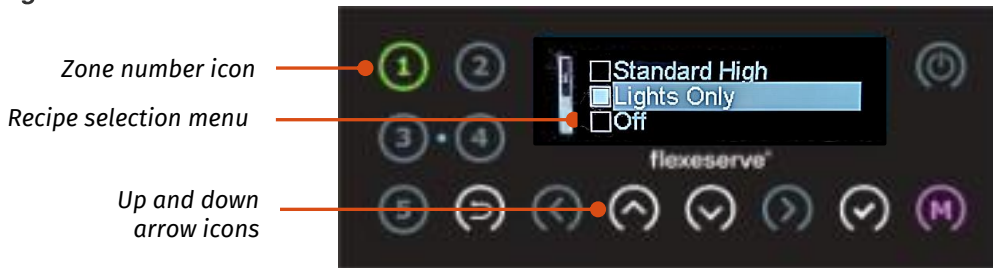 Zone number icon
Recipe selection menu
Up and down
arrow icons
1
2
Standard High
Lights Only
Off
3
4
flexeserve®
5
M